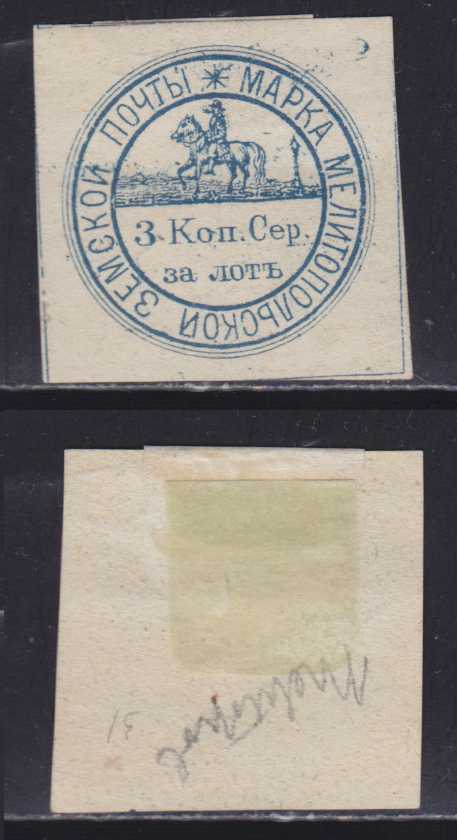 МАРКА МЕЛИТОПОЛЬСКОЙ ЗЕМСКОЙ ПОЧТЫ
3 Коп. Сер.
за лотъ